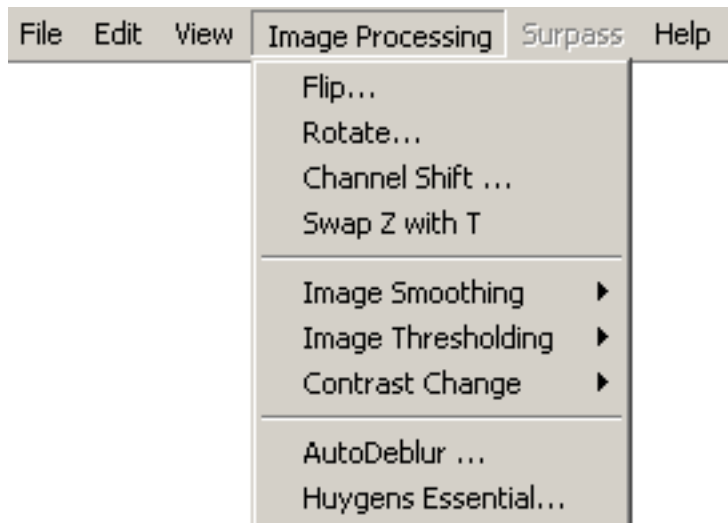 File Edit View Image Processing Surpass Help
Flip...
Rotate...
Channel Shift ...
Swap Z with T
Image Smoothing
Image Thresholding
Contrast Change
AutoDeblur ...
Huygens Essential...